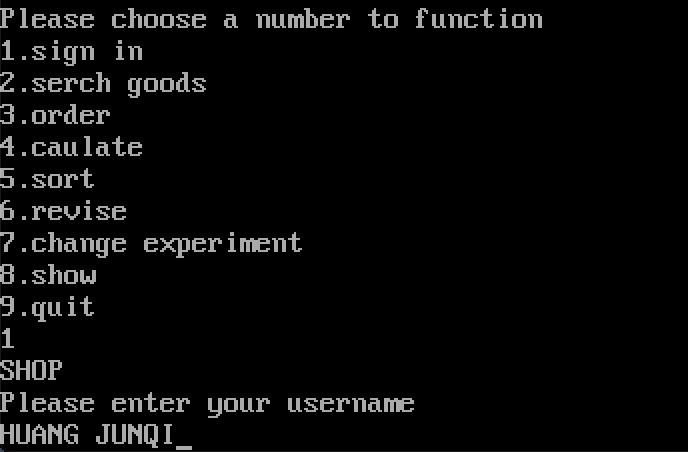 Please choose a number to function
1.sign in
2.serch goods
3.order
4.caulate
5.sort
6.revise
7.change experiment
8.show
9.quit
1
SHOP
Please enter your username
HUANG JUNQI_